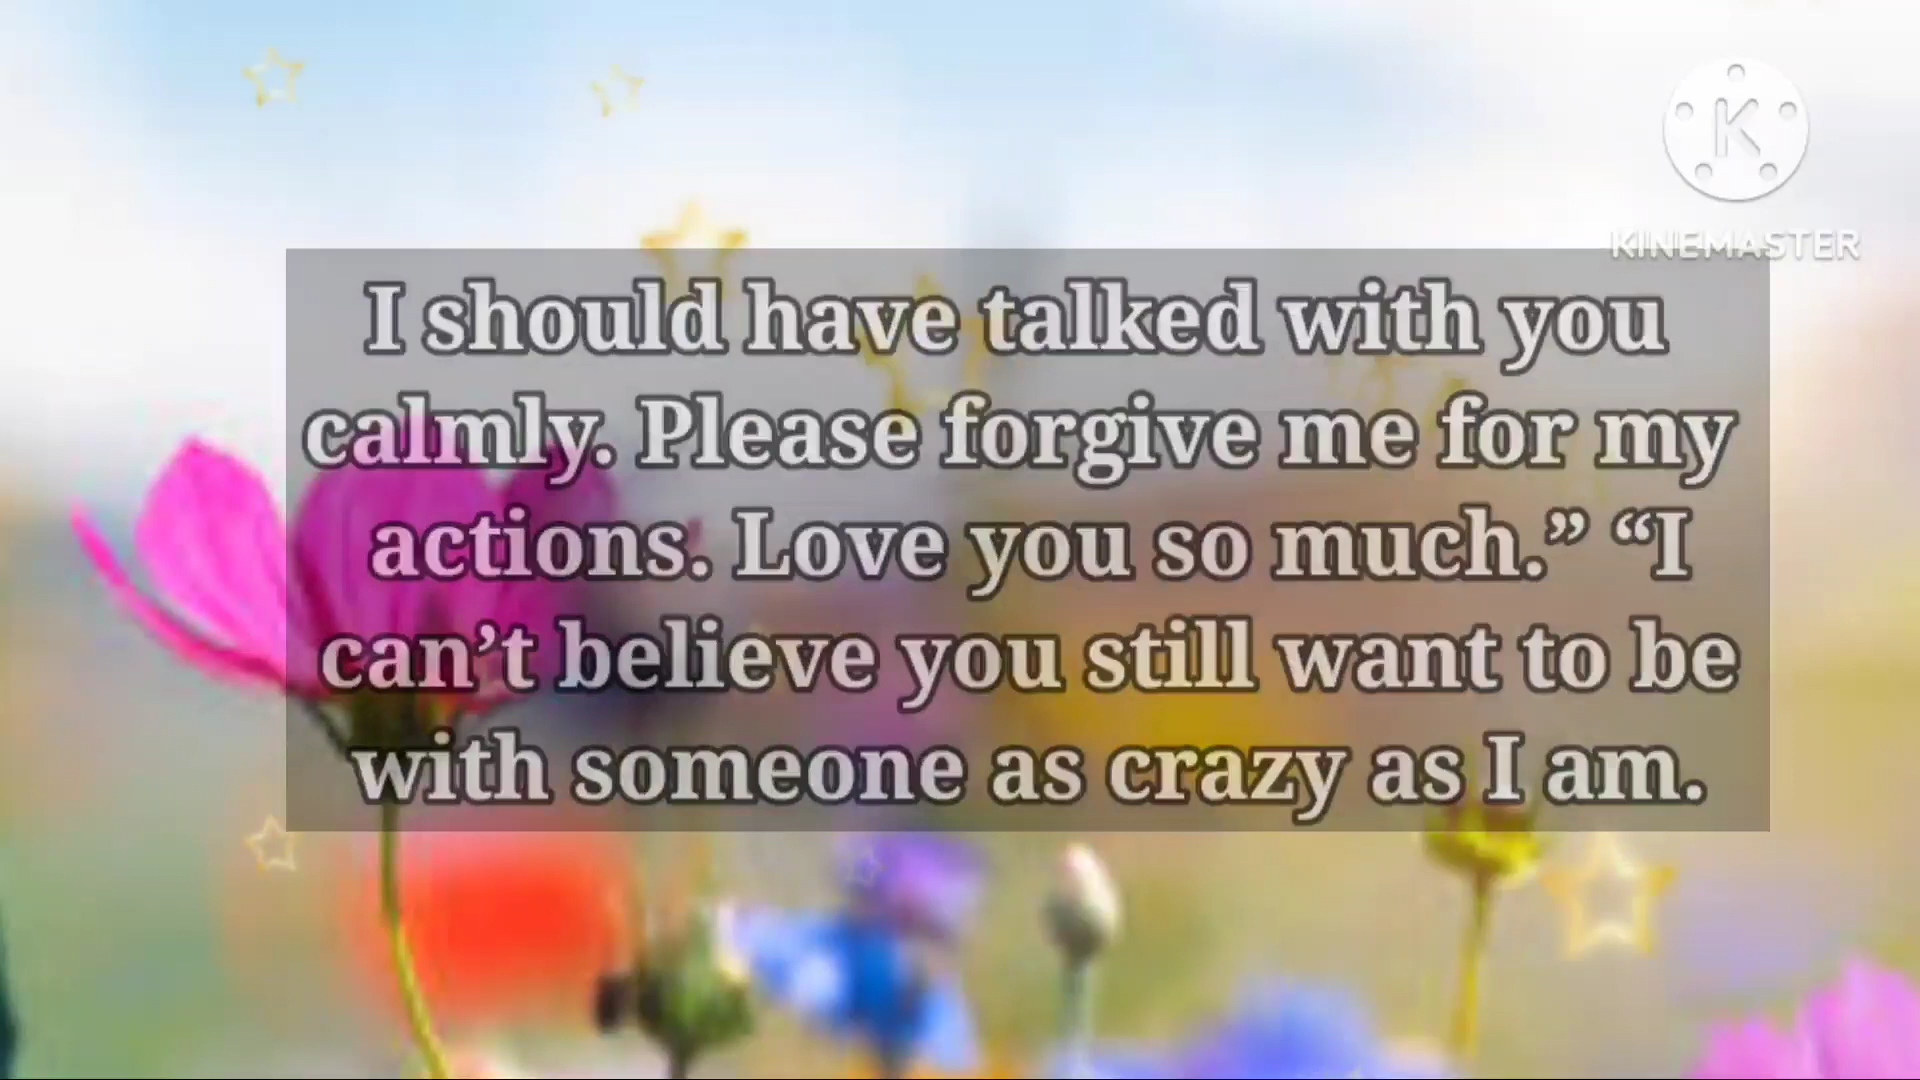 K
KINEMASTER
I should have talked with you
calmly. Please forgive me for my
actions. Love you so much.” “I
can’t believe you still want to be
with someone as crazy as I am.